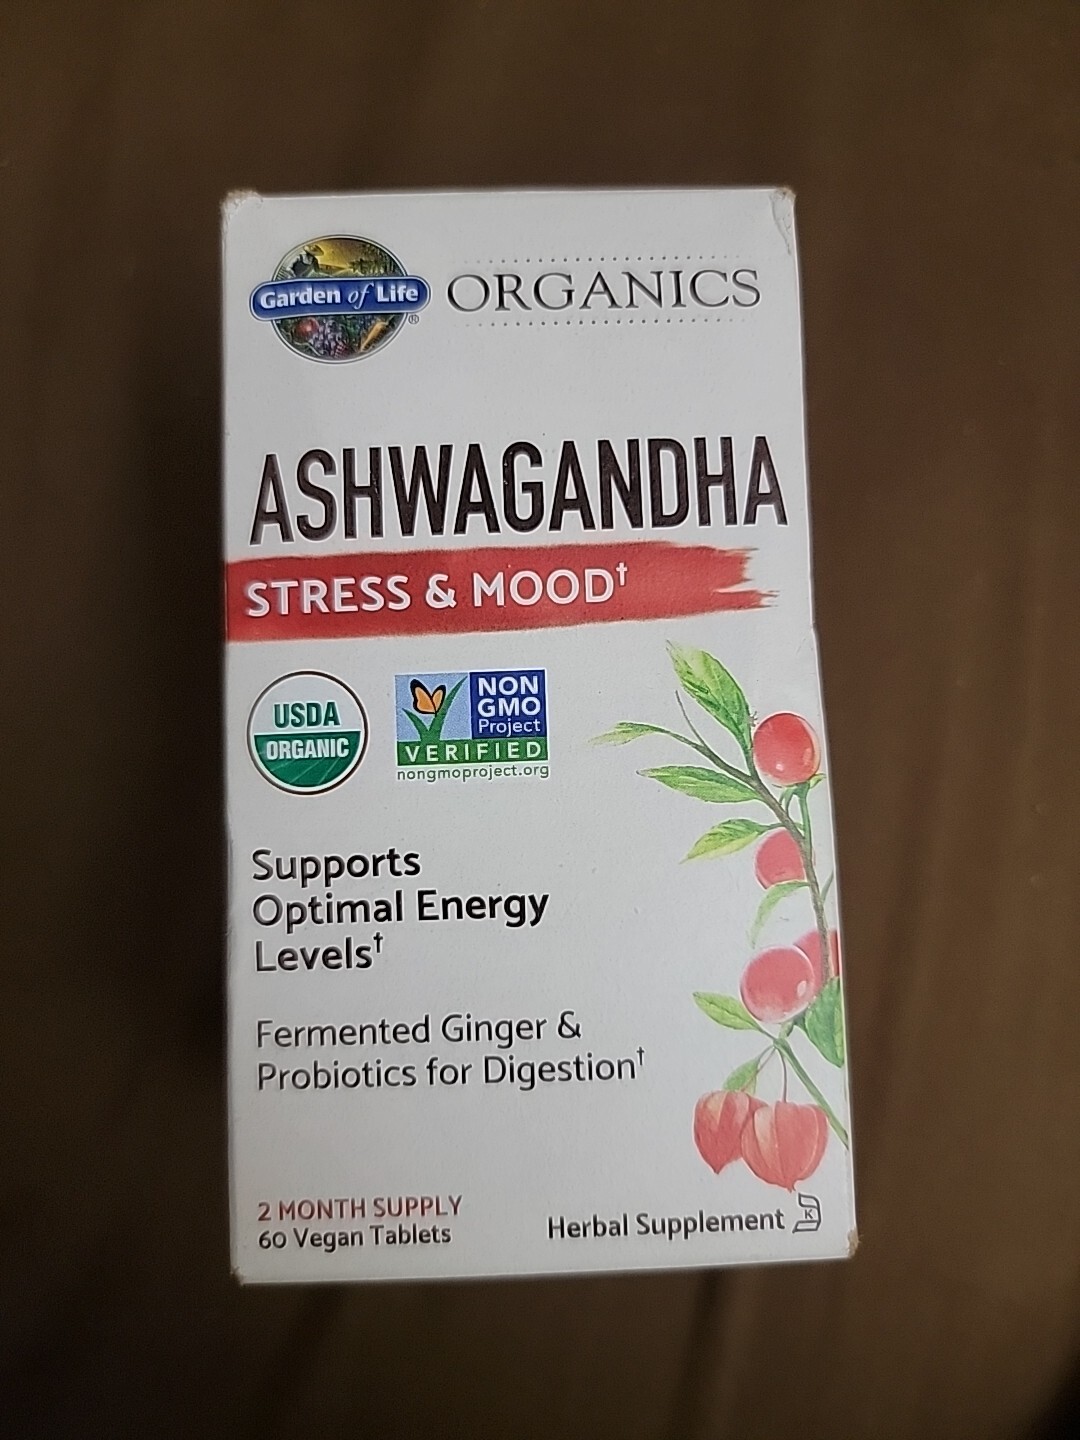 Garden of Life®
ORGANICS
ASHWAGANDHA
STRESS & MOOD†
USDA
ORGANIC
NON
GMO
Project
VERIFIED
nongmoproject.org
Supports
Optimal Energy
Levels†
Fermented Ginger &
Probiotics for Digestion†
2 MONTH SUPPLY
60 Vegan Tablets
Herbal Supplement
K